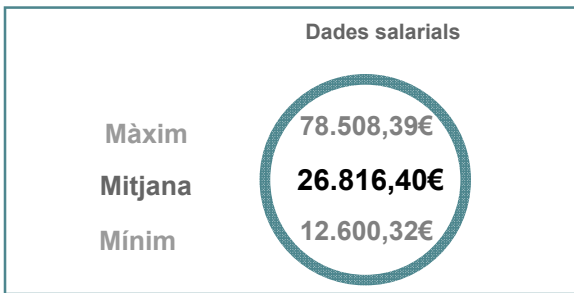 Dades salarials
Màxim 78.508,39€
Mitjana 26.816,40€
Mínim 12.600,32€